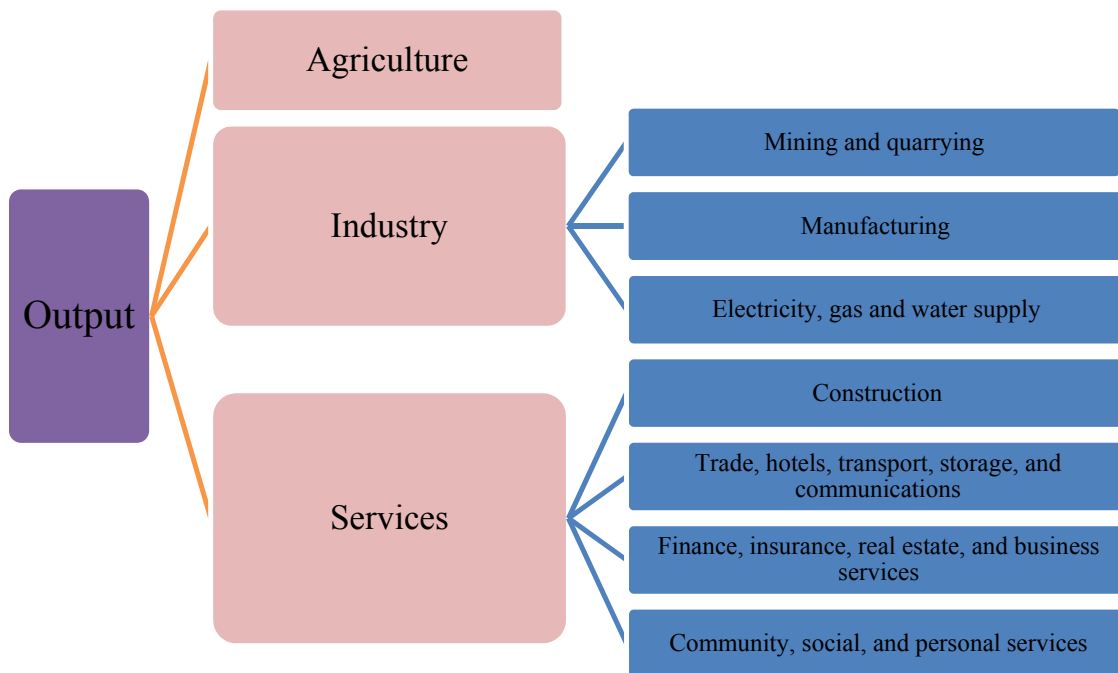 Output
Agriculture
Industry
Mining and quarrying
Manufacturing
Electricity, gas and water supply
Services
Construction
Trade, hotels, transport, storage, and
communications
Finance, insurance, real estate, and business
services
Community, social, and personal services